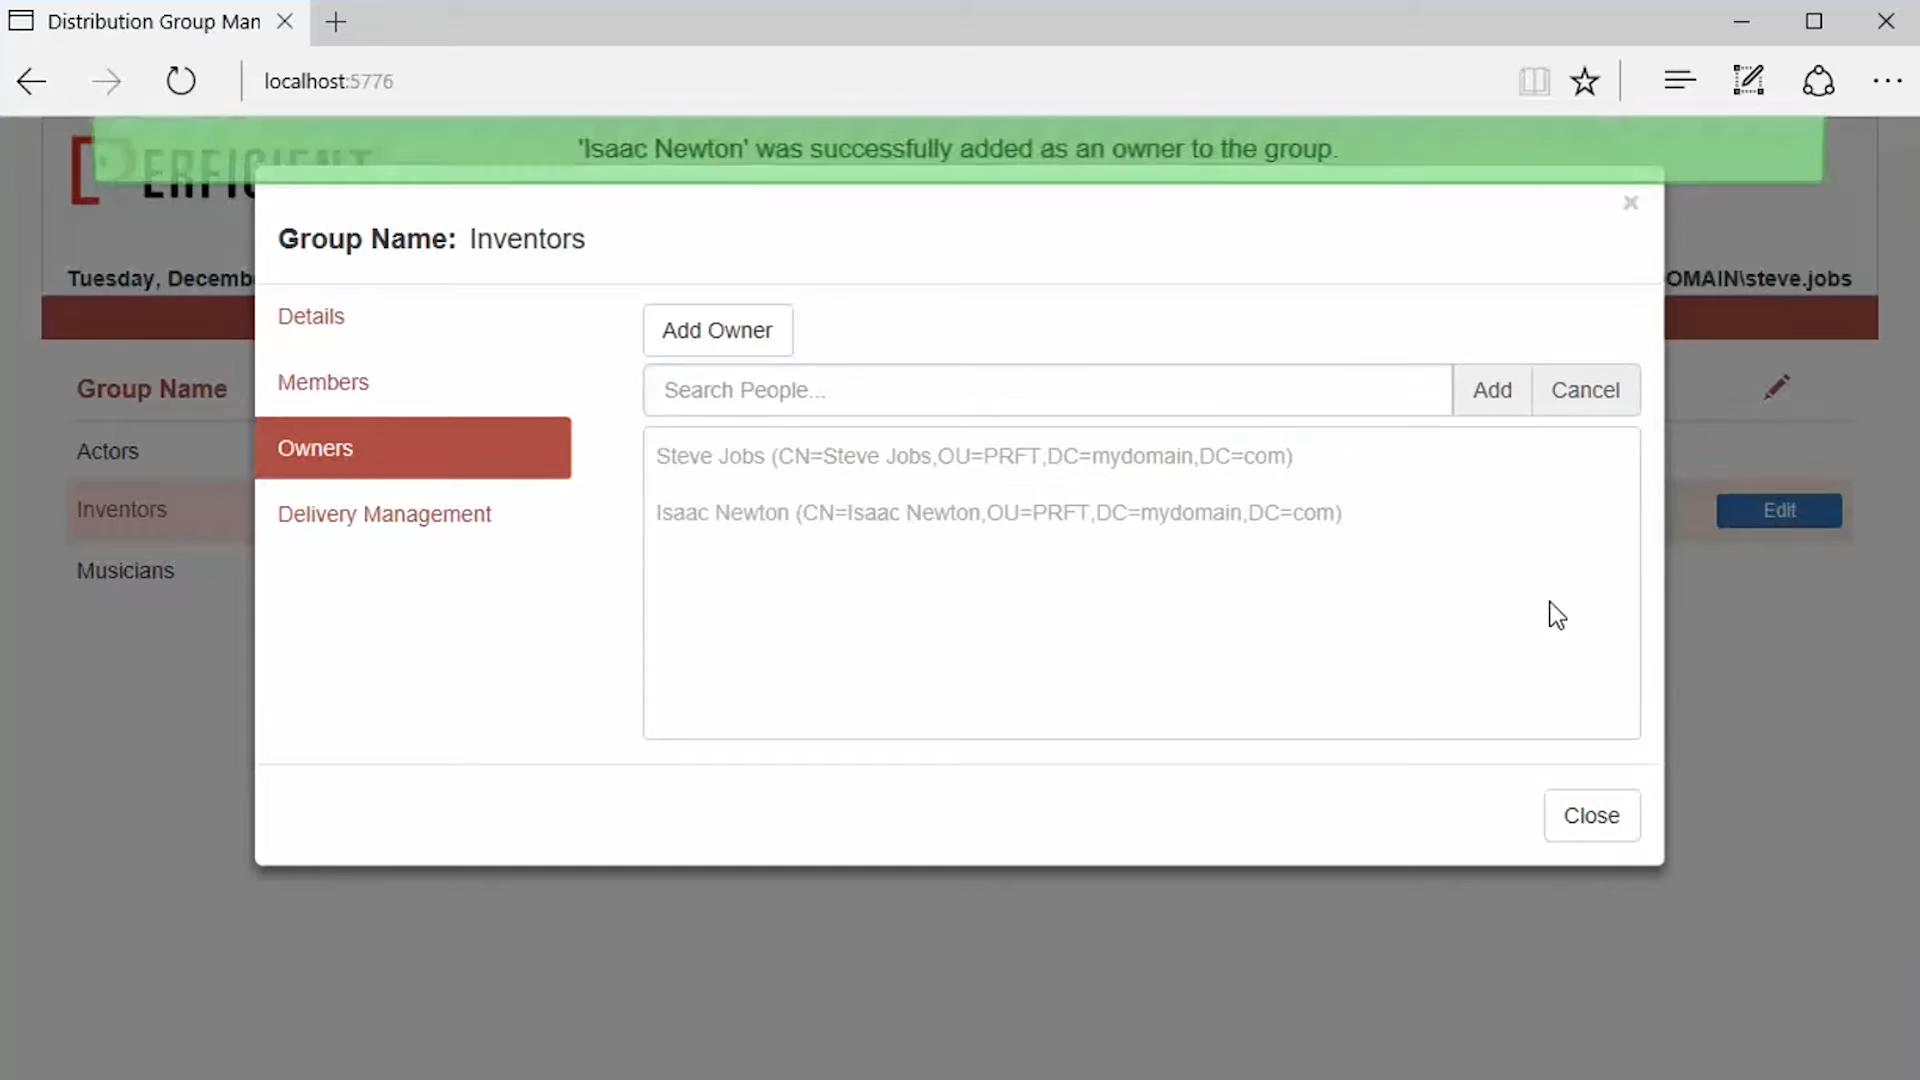 Distribution Group Man
localhost:5776
'Isaac Newton' was successfully added as an owner to the group.
Group Name: Inventors
Tuesday, Decemb
OMAIN\steve.jobs
Details
Add Owner
Members
Search People...
Add
Cancel
Group Name
Owners
Steve Jobs (CN=Steve Jobs,OU=PRFT,DC=mydomain,DC=com)
Actors
Delivery Management
Isaac Newton (CN=Isaac Newton,OU=PRFT,DC=mydomain,DC=com)
Inventors
Edit
Musicians
Close